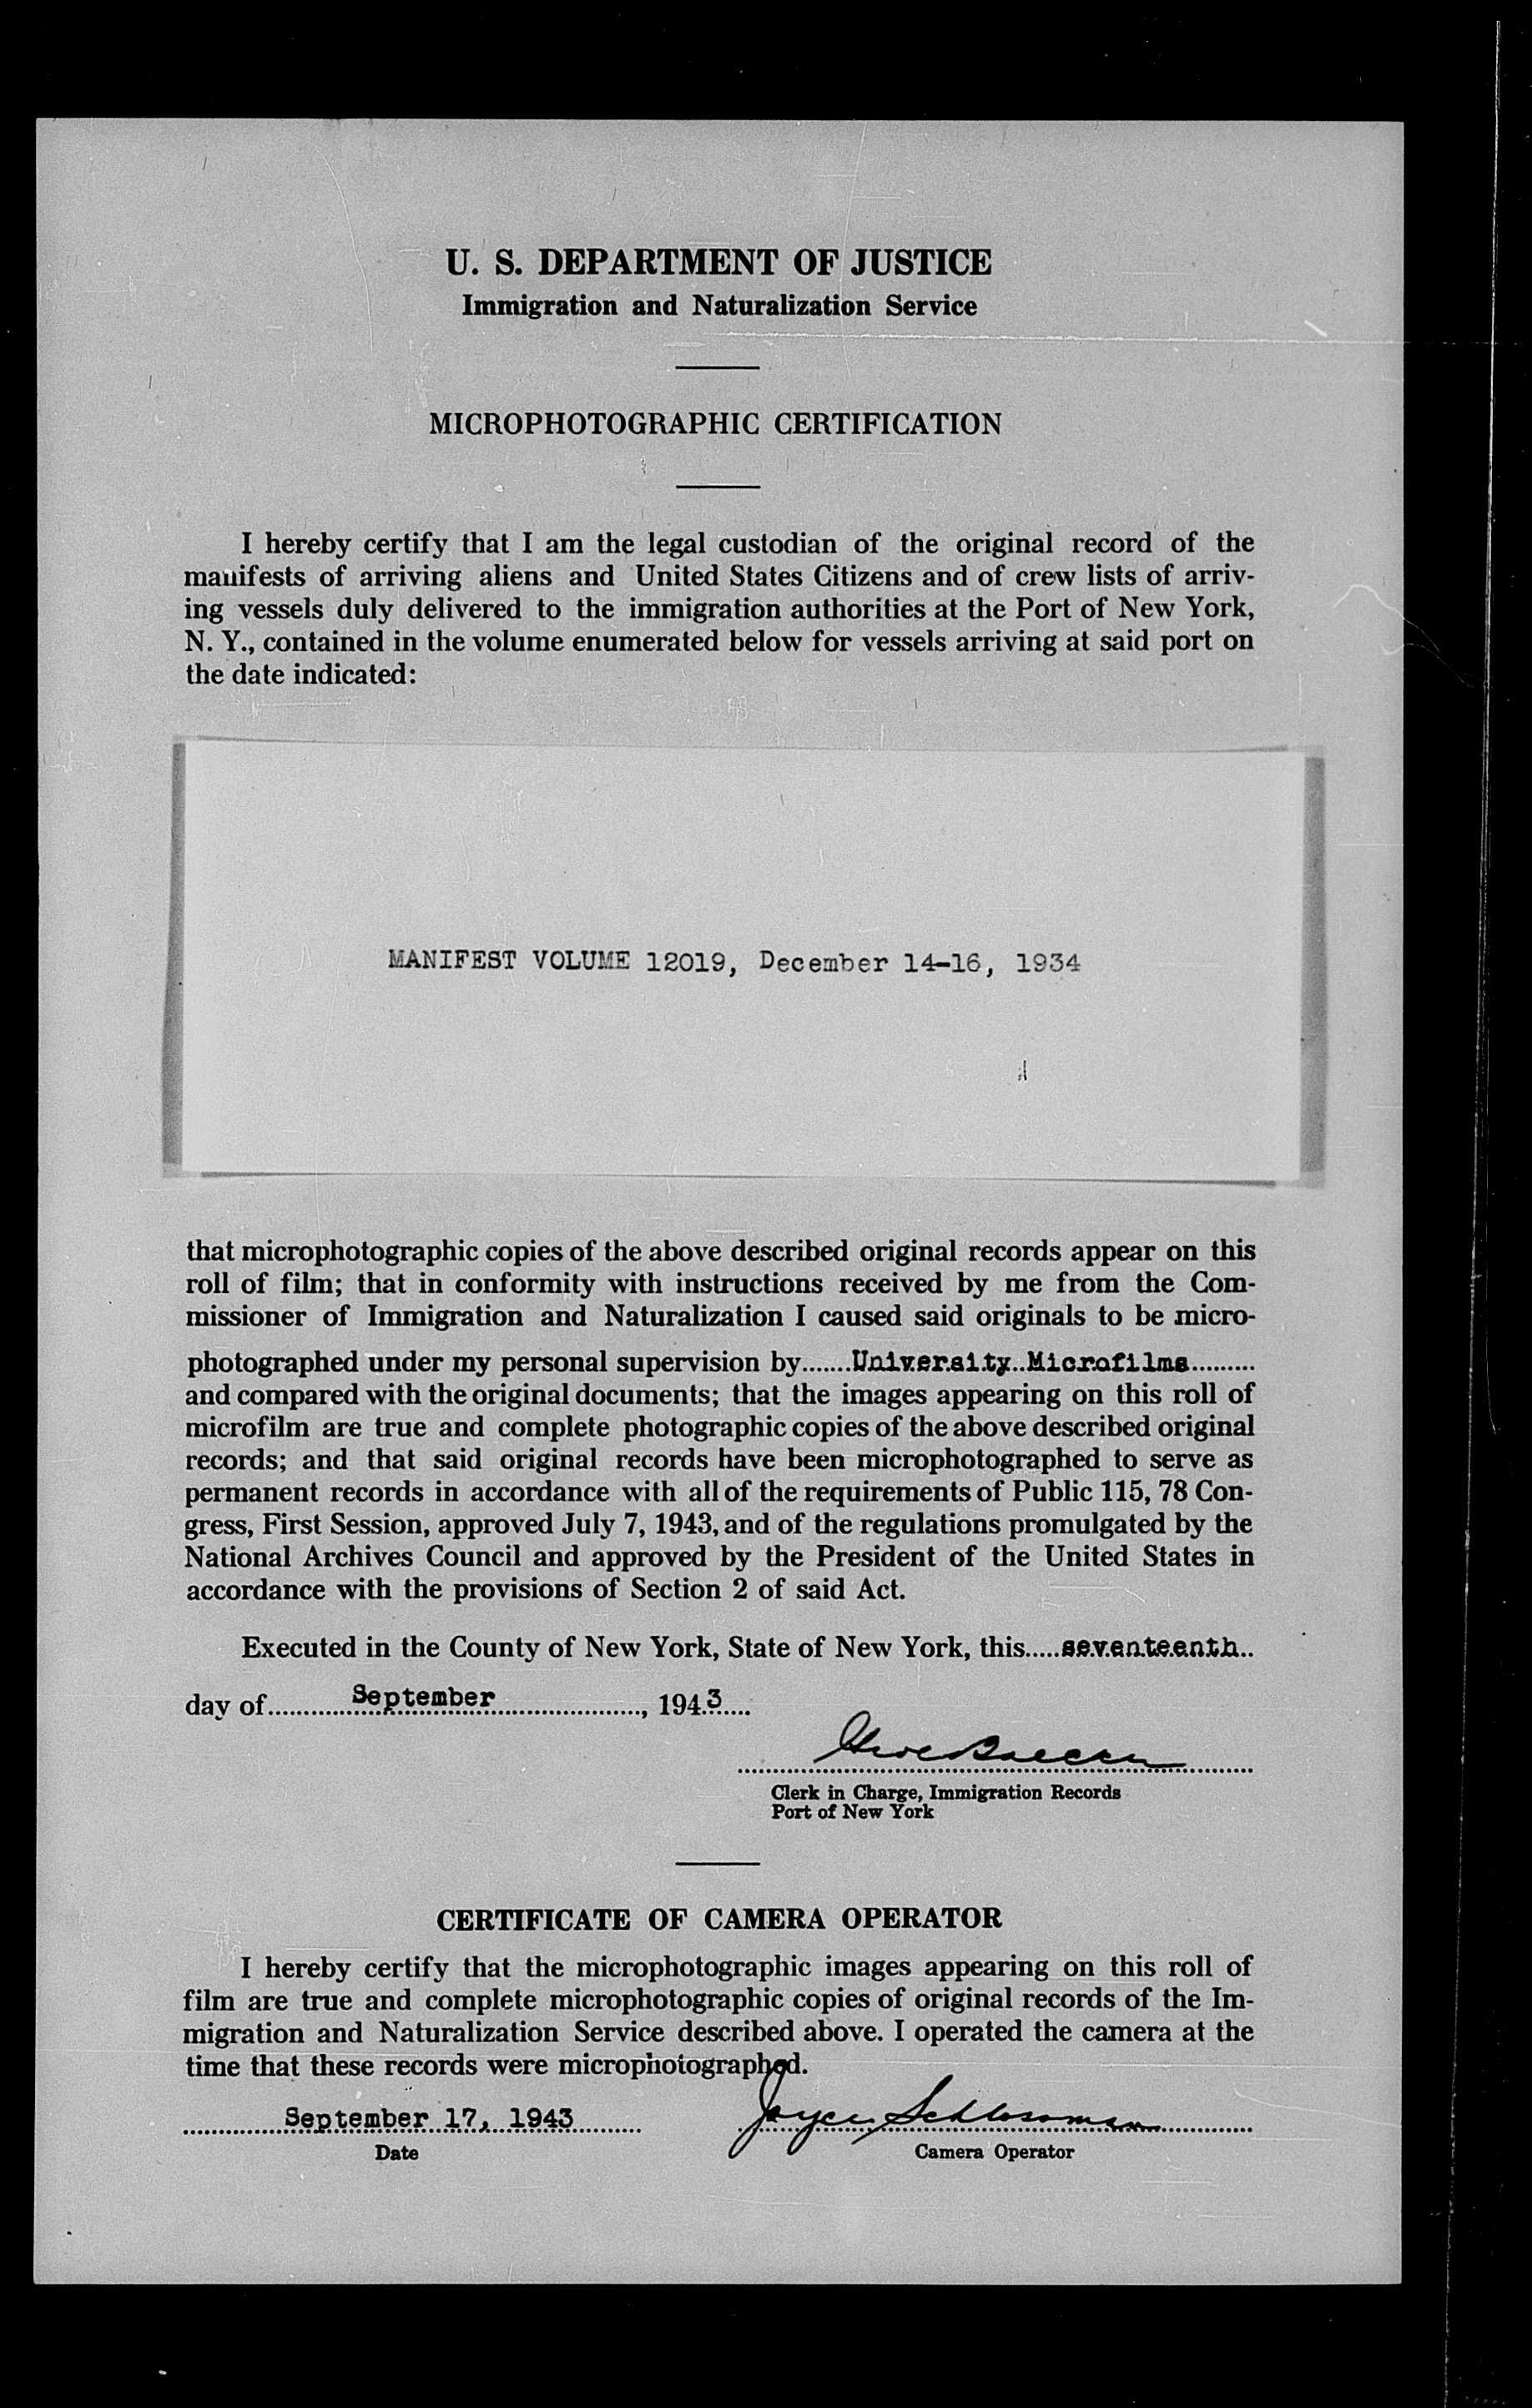 U. S. DEPARTMENT OF JUSTICE
Immigration and Naturalization Service
MICROPHOTOGRAPHIC CERTIFICATION
I hereby certify that I am the legal custodian of the original record of the
manifests of arriving aliens and United States Citizens and of crew lists of arriv-
ing vessels duly delivered to the immigration authorities at the Port of New York,
N. Y., contained in the volume enumerated below for vessels arriving at said port on
the date indicated:
MANIFEST VOLUME 12019, December 14-16, 1934
that microphotographic copies of the above described original records appear on this
roll of film; that in conformity with instructions received by me from the Com-
missioner of Immigration and Naturalization I caused said originals to be micro-
photographed under my personal supervision by.......University Microfilms.........
and compared with the original documents; that the images appearing on this roll of
microfilm are true and complete photographic copies of the above described original
records; and that said original records have been microphotographed to serve as
permanent records in accordance with all of the requirements of Public 115, 78 Con-
gress, First Session, approved July 7, 1943, and of the regulations promulgated by the
National Archives Council and approved by the President of the United States in
accordance with the provisions of Section 2 of said Act.
Executed in the County of New York, State of New York, this.....seventeenth..
day of............September......................, 1943....
Clerk in Charge, Immigration Records
Port of New York
CERTIFICATE OF CAMERA OPERATOR
I hereby certify that the microphotographic images appearing on this roll of
film are true and complete microphotographic copies of original records of the Im-
migration and Naturalization Service described above. I operated the camera at the
time that these records were microphotographed.
September 17, 1943 Joyce Schlossman
Date Camera Operator